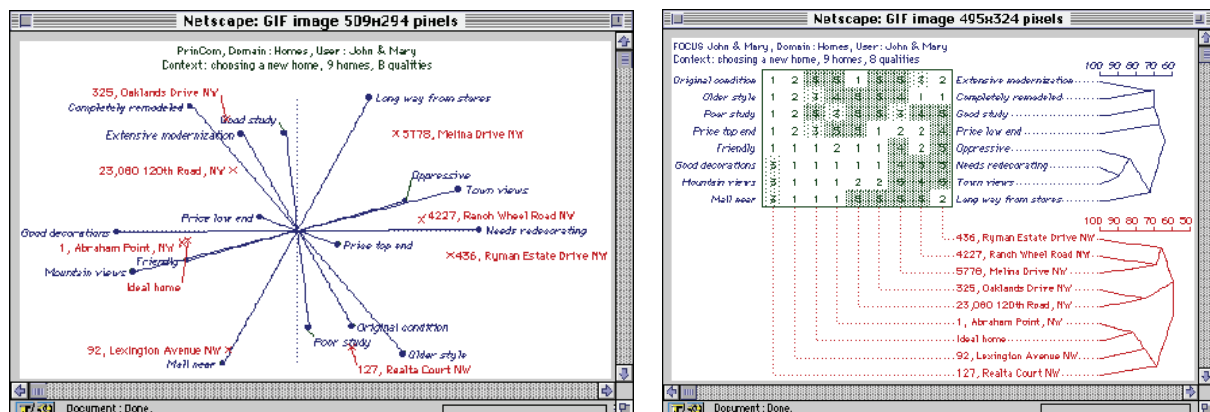 Netscape: GIF image 509x294 pixels
PrinCom, Domain: Homes, User: John & Mary
Context: choosing a new home, 9 homes, 8 qualities
325, Oaklands Drive NW
Completely remodeled
Long way from stores
Good study
Extensive modernization
5778, Melina Drive NW
23,080 120th Road, NW
Oppressive
Town views
Price low end
4227, Ranch Wheel Road NW
Good decorations
Needs redecorating
1, Abraham Point, NW
Price top end
Friendly
436, Ryman Estate Drive NW
Mountain views
Ideal home
Original condition
Poor study
92, Lexington Avenue NW
Older style
Mall near
127, Realta Court NW
Document: Done.
Netscape: GIF image 495x324 pixels
FOCUS John & Mary, Domain: Homes, User: John & Mary
Context: choosing a new home, 9 homes, 8 qualities
100 90 80 70 60
Original condition 1 2 5 5 1 5 5 3 2 Extensive modernization
Older style 1 2 3 4 5 5 4 1 1 Completely remodeled
Poor study 1 2 5 3 5 5 3 4 5 Good study
Price top end 1 2 3 5 5 1 2 2 4 Price low end
Friendly 1 1 1 2 1 1 4 2 5 Oppressive
Good decorations 3 1 1 1 1 1 4 5 5 Needs redecorating
Mountain views 3 1 1 1 2 2 5 4 5 Town views
Mall near 3 1 1 1 5 5 5 5 2 Long way from stores
100 90 80 70 60 50
436, Ryman Estate Drive NW
4227, Ranch Wheel Road NW
5778, Melina Drive NW
325, Oaklands Drive NW
23,080 120th Road, NW
1, Abraham Point, NW
Ideal home
92, Lexington Avenue NW
127, Realta Court NW
Document: Done.